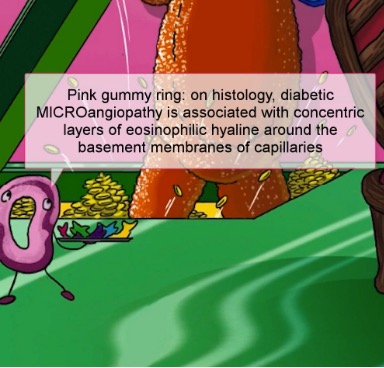 Pink gummy ring: on histology, diabetic
MICROangiopathy is associated with concentric
layers of eosinophilic hyaline around the
basement membranes of capillaries